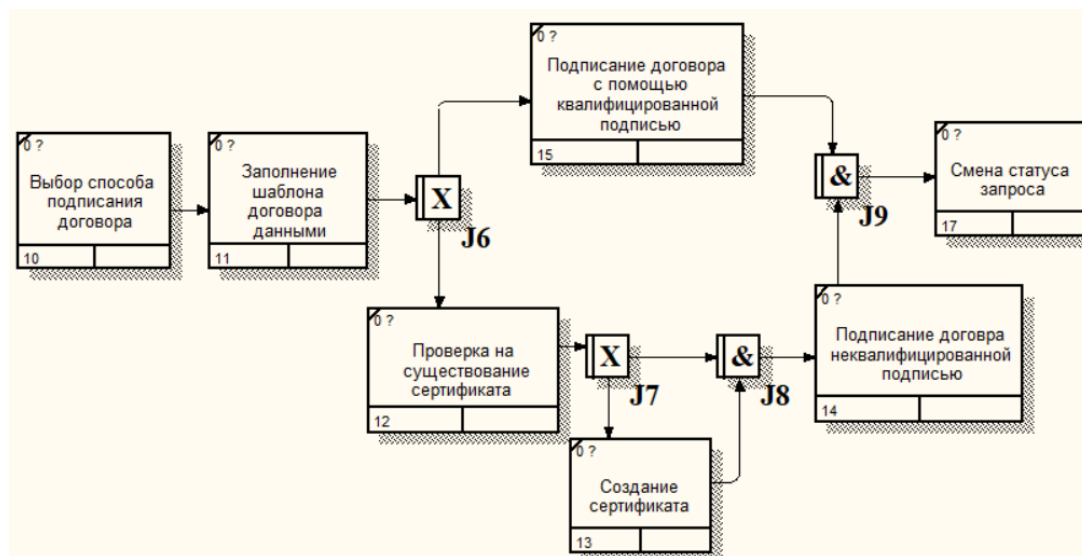 0 ?
Выбор способа
подписания
договора
10
0 ?
Заполнение
шаблона
договора
данными
11
X
J6
0 ?
Подписание договора
с помощью
квалифицированной
подписью
15
0 ?
Проверка на
существование
сертификата
12
X
J7
0 ?
Создание
сертификата
13
&
J8
0 ?
Подписание договра
неквалифицированной
подписью
14
&
J9
0 ?
Смена статуса
запроса
17